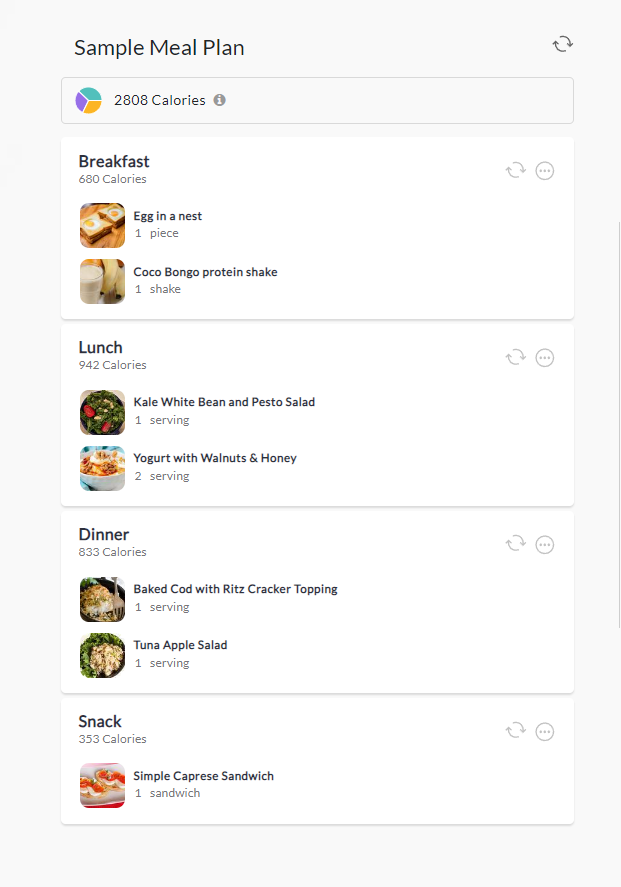 Sample Meal Plan
2808 Calories
Breakfast
680 Calories
Egg in a nest
1 piece
Coco Bongo protein shake
1 shake
Lunch
942 Calories
Kale White Bean and Pesto Salad
1 serving
Yogurt with Walnuts & Honey
2 serving
Dinner
833 Calories
Baked Cod with Ritz Cracker Topping
1 serving
Tuna Apple Salad
1 serving
Snack
353 Calories
Simple Caprese Sandwich
1 sandwich